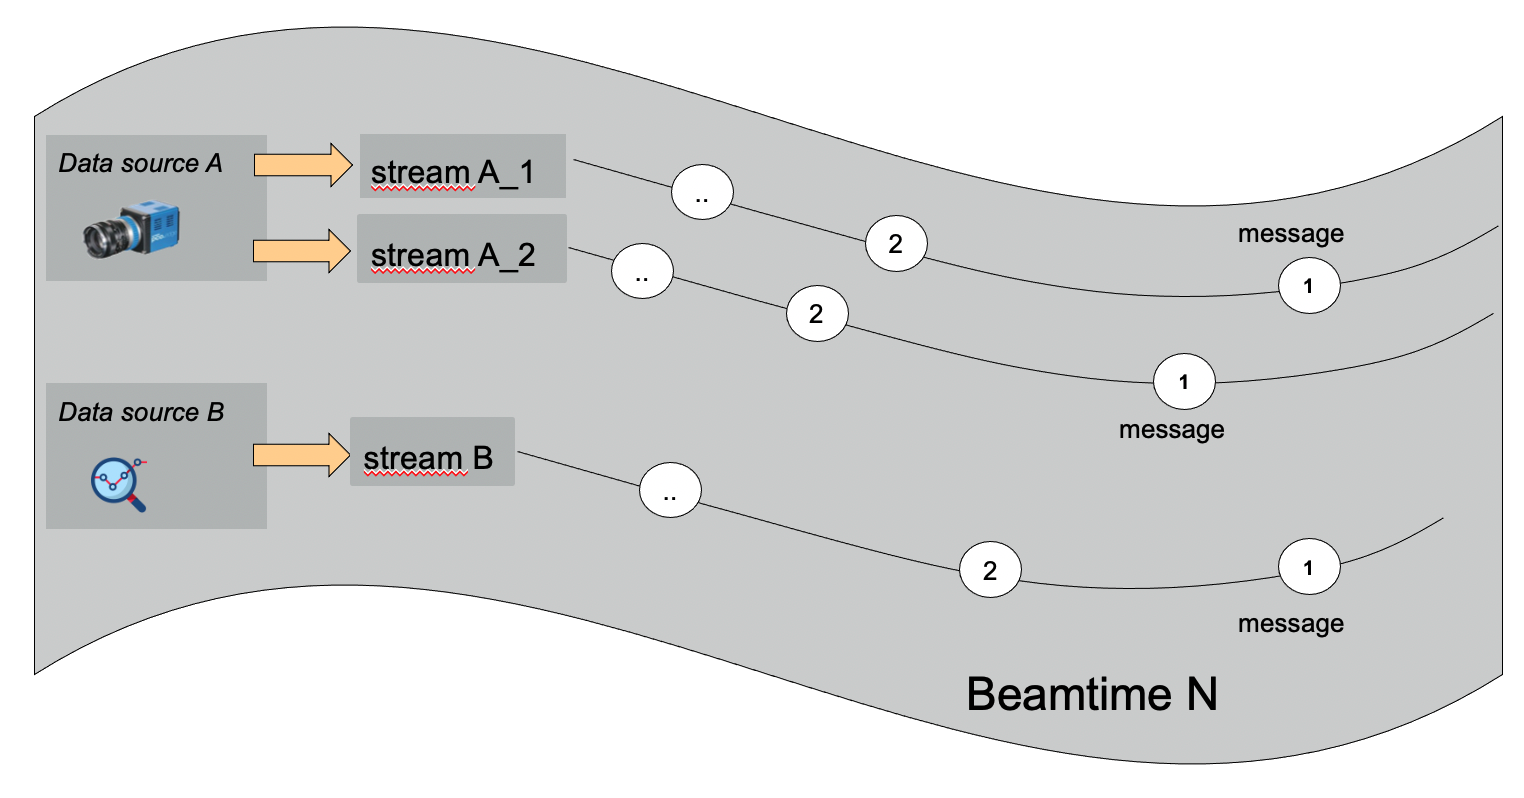 Data source A
stream A_1
..
2
message
1
stream A_2
..
2
1
message
Data source B
stream B
..
2
1
message
Beamtime N